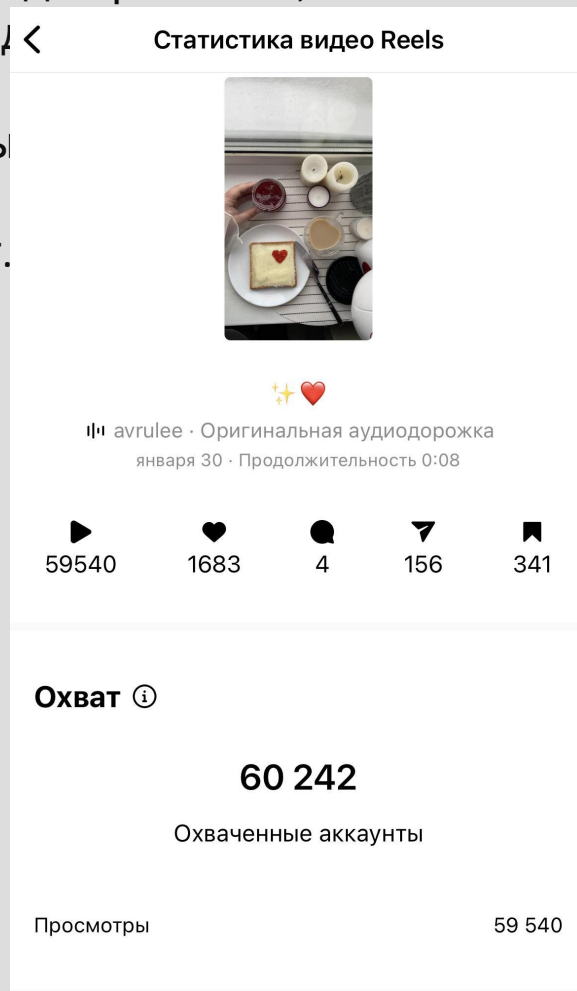 Статистика видео Reels
✨❤️
avrulee · Оригинальная аудиодорожка
января 30 · Продолжительность 0:08
59540 1683 4 156 341
Охват
60 242
Охваченные аккаунты
Просмотры 59 540